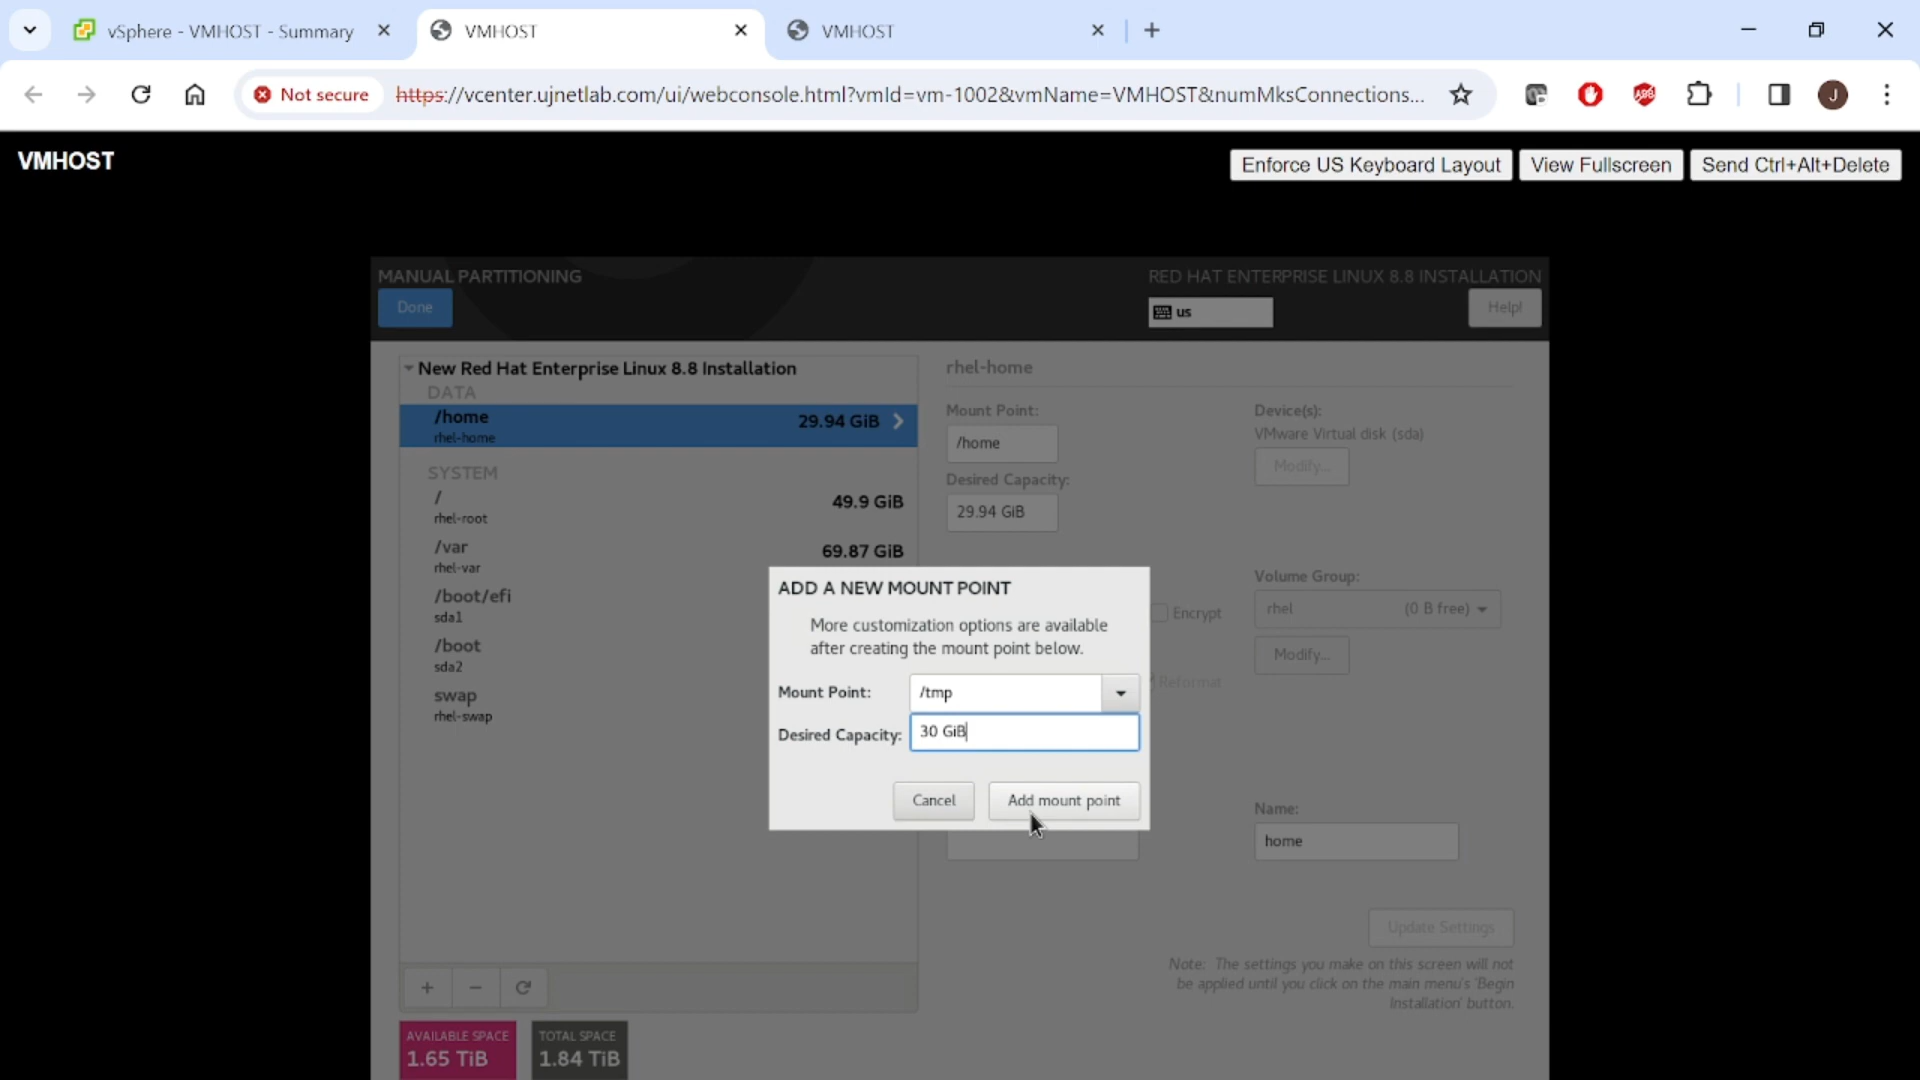 vSphere - VMHOST - Summary
VMHOST
VMHOST
Not secure
https://vcenter.ujnetlab.com/ui/webconsole.html?vmId=vm-1002&vmName=VMHOST&numMksConnections...
ABP
J
VMHOST
Enforce US Keyboard Layout
View Fullscreen
Send Ctrl+Alt+Delete
MANUAL PARTITIONING
RED HAT ENTERPRISE LINUX 8.8 INSTALLATION
Done
us
Help!
New Red Hat Enterprise Linux 8.8 Installation
DATA
/home
29.94 GiB
rhel-home
SYSTEM
/
49.9 GiB
rhel-root
/var
69.87 GiB
rhel-var
/boot/efi
sda1
/boot
sda2
swap
rhel-swap
rhel-home
Mount Point:
Device(s):
/home
VMware Virtual disk (sda)
Modify...
Desired Capacity:
29.94 GiB
Volume Group:
Encrypt
rhel (0 B free)
Modify...
Reformat
Name:
home
Update Settings
Note: The settings you make on this screen will not
be applied until you click on the main menu's 'Begin
Installation' button.
ADD A NEW MOUNT POINT
More customization options are available
after creating the mount point below.
Mount Point: /tmp
Desired Capacity: 30 GiB
Cancel
Add mount point
+ −
AVAILABLE SPACE
1.65 TiB
TOTAL SPACE
1.84 TiB